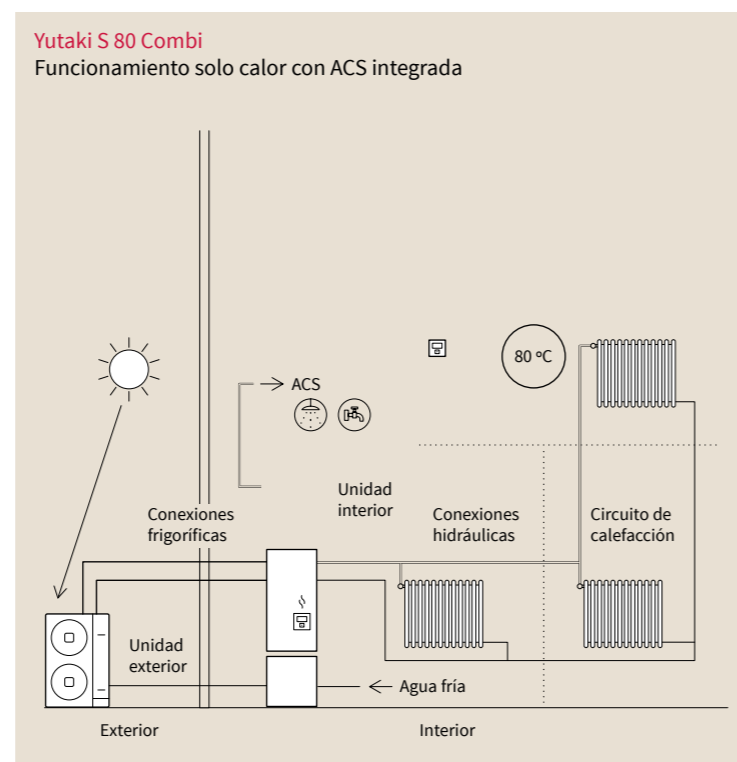 Yutaki S 80 Combi
Funcionamiento solo calor con ACS integrada
80 ºC
ACS
Unidad
interior
Conexiones
frigoríficas
Conexiones
hidráulicas
Circuito de
calefacción
Unidad
exterior
Agua fría
Exterior
Interior